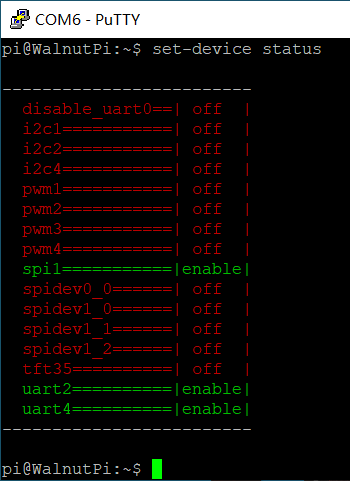 COM6 - PuTTY
pi@WalnutPi:~$ set-device status
--------------------------
disable_uart0==| off  |
i2c1===========| off  |
i2c2===========| off  |
i2c4===========| off  |
pwm1===========| off  |
pwm2===========| off  |
pwm3===========| off  |
pwm4===========| off  |
spi1===========|enable|
spidev0_0======| off  |
spidev1_0======| off  |
spidev1_1======| off  |
spidev1_2======| off  |
tft35==========| off  |
uart2==========|enable|
uart4==========|enable|
--------------------------
pi@WalnutPi:~$